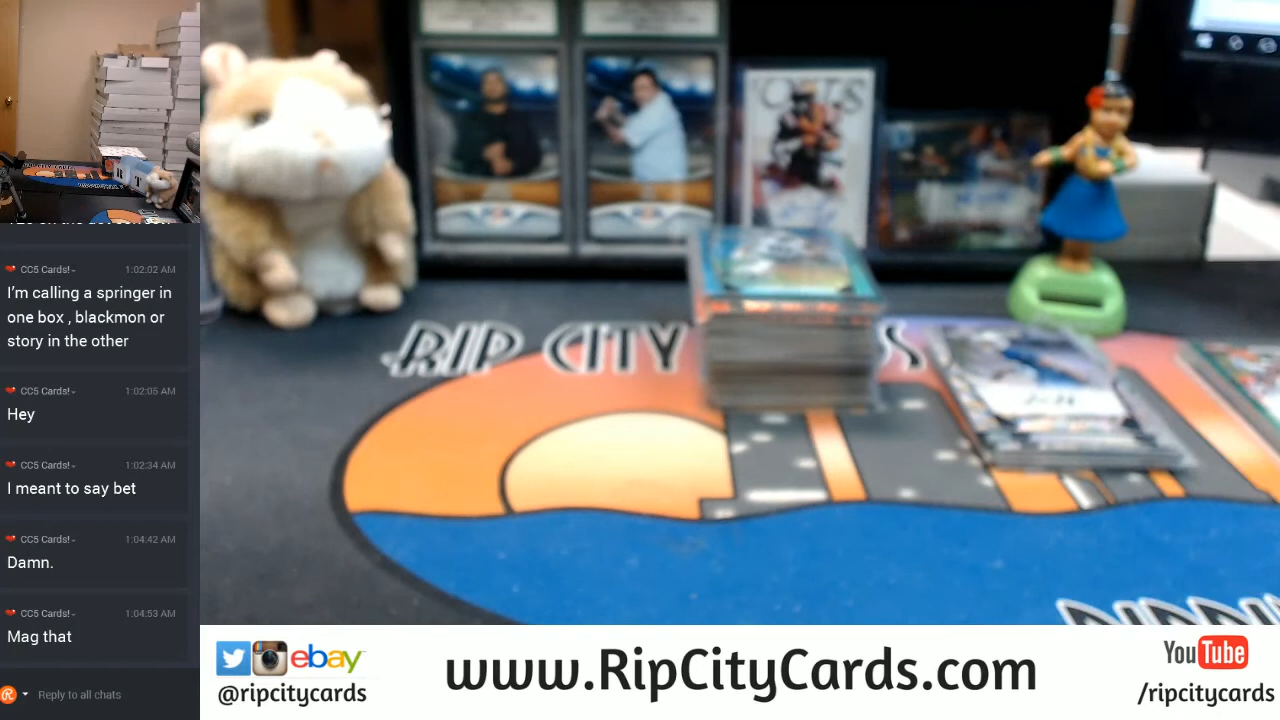 CC5 Cards! 1:02:02 AM
I'm calling a springer in
one box , blackmon or
story in the other
CC5 Cards! 1:02:05 AM
Hey
CC5 Cards! 1:02:34 AM
I meant to say bet
CC5 Cards! 1:04:42 AM
Damn.
CC5 Cards! 1:04:53 AM
Mag that
Reply to all chats
RIP CITY
ebay
@ripcitycards
www.RipCityCards.com
YouTube
/ripcitycards